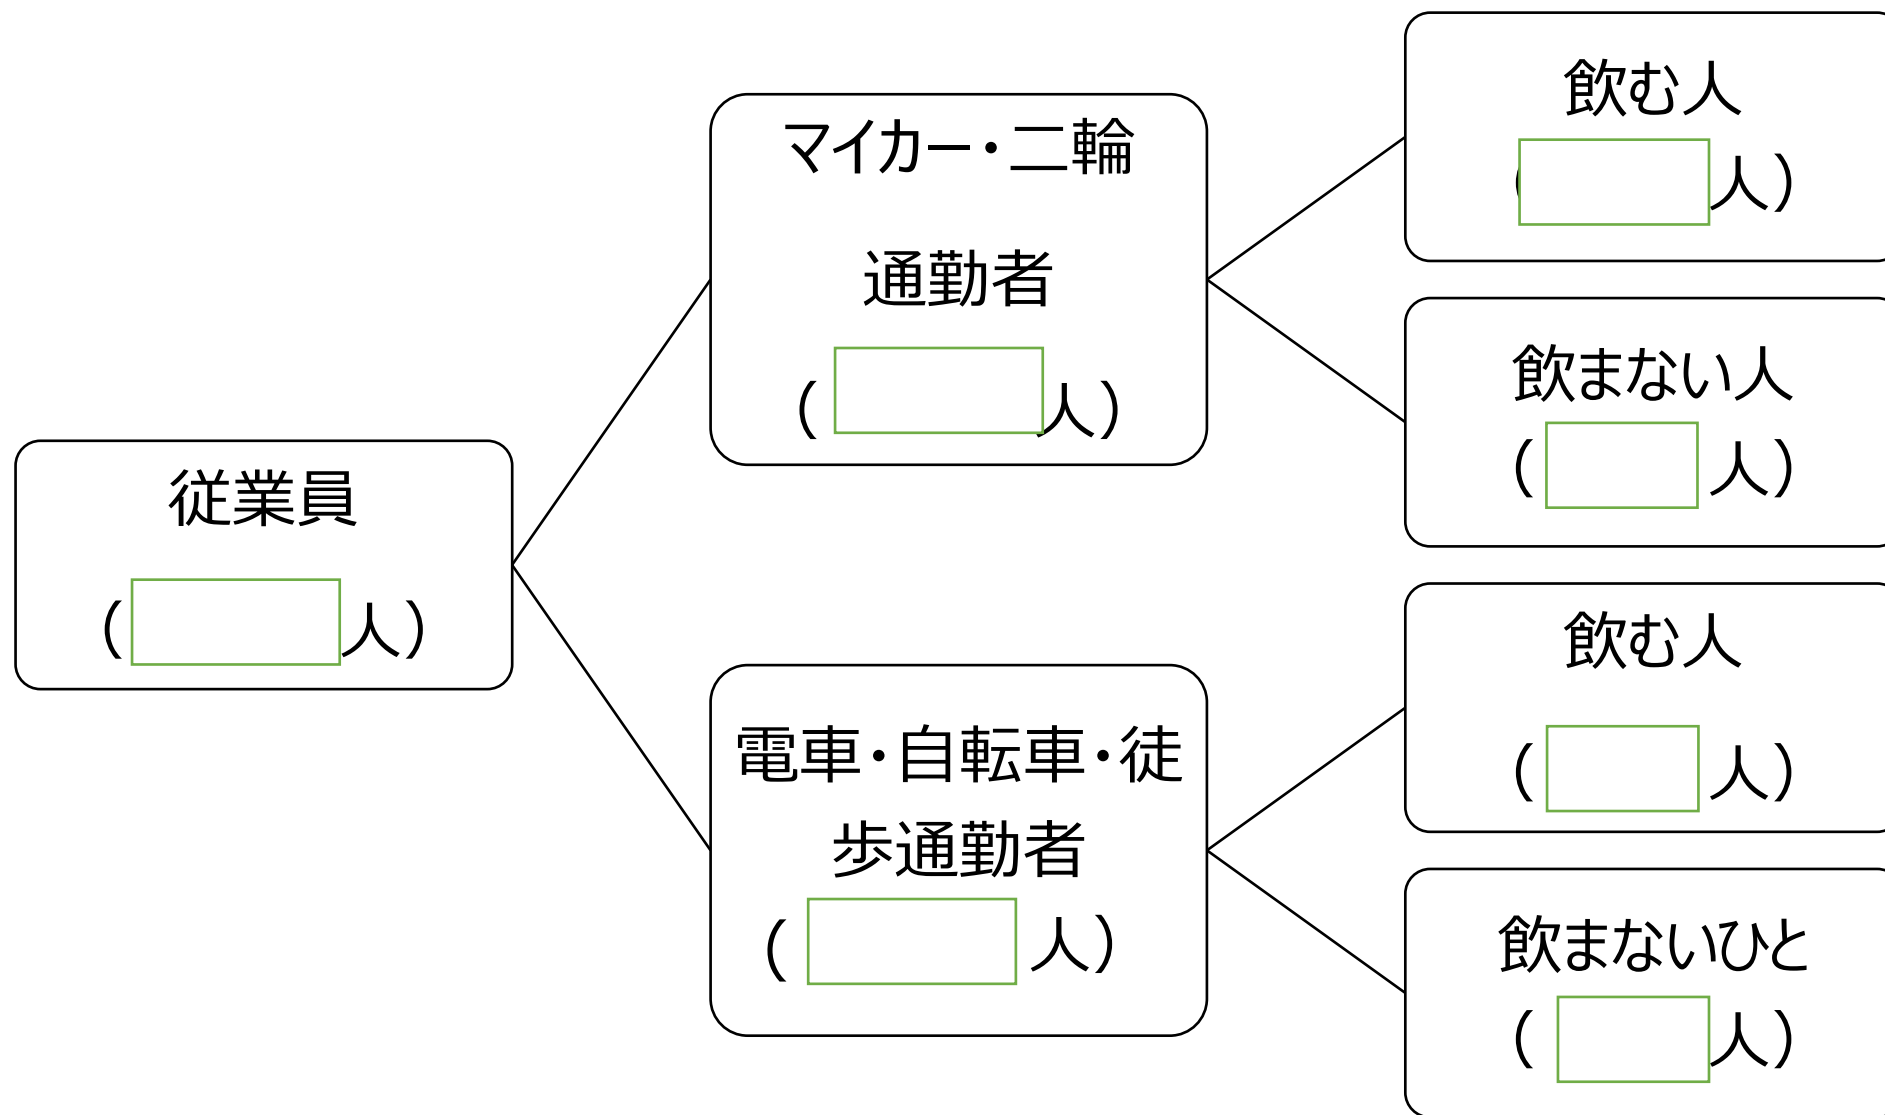 従業員
( 人)
マイカー・二輪
通勤者
( 人)
電車・自転車・徒
歩通勤者
( 人)
飲む人
( 人)
飲まない人
( 人)
飲む人
( 人)
飲まないひと
( 人)